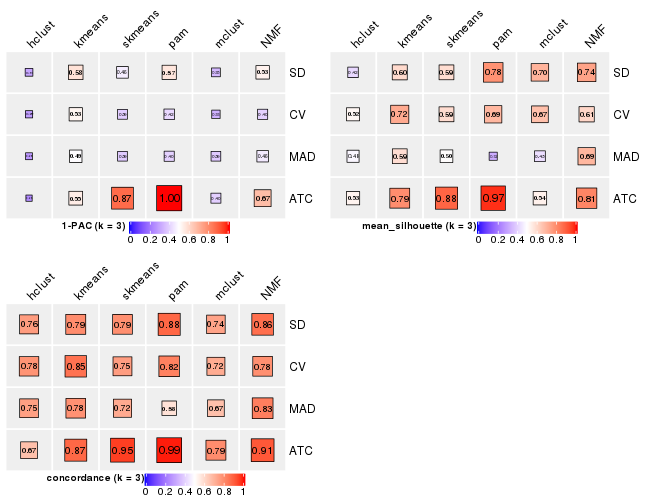 hclust kmeans skmeans pam mclust NMF
0.58 0.57 0.53 SD
0.53 CV
0.49 MAD
0.55 0.87 1.00 0.67 ATC
1-PAC (k = 3)
0 0.2 0.4 0.6 0.8 1
hclust kmeans skmeans pam mclust NMF
0.60 0.59 0.78 0.70 0.74 SD
0.52 0.72 0.59 0.69 0.67 0.61 CV
0.59 0.50 0.69 MAD
0.53 0.79 0.88 0.97 0.54 0.81 ATC
mean_silhouette (k = 3)
0 0.2 0.4 0.6 0.8 1
hclust kmeans skmeans pam mclust NMF
0.76 0.79 0.79 0.88 0.74 0.86 SD
0.78 0.85 0.75 0.82 0.72 0.78 CV
0.75 0.78 0.72 0.58 0.67 0.83 MAD
0.67 0.87 0.95 0.99 0.79 0.91 ATC
concordance (k = 3)
0 0.2 0.4 0.6 0.8 1